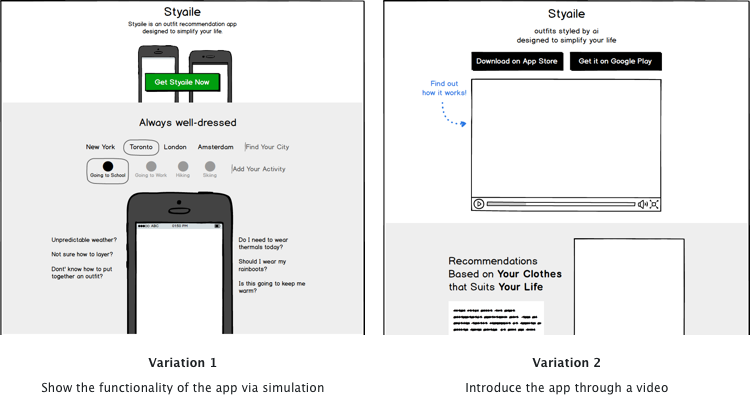 Styaile
Styaile is an outfit recommendation app
designed to simplify your life.
Get Styaile Now
Always well-dressed
New York Toronto London Amsterdam Find Your City
Going to School Going to Work Hiking Skiing Add Your Activity
ABC 01:52 PM
Unpredictable weather?
Not sure how to layer?
Dont' know how to put
together an outfit?
Do I need to wear
thermals today?
Should I wear my
rainboots?
Is this going to keep me
warm?
Variation 1
Show the functionality of the app via simulation
Styaile
outfits styled by ai
designed to simplify your life
Download on App Store Get it on Google Play
Find out
how it works!
Recommendations
Based on Your Clothes
that Suits Your Life
Variation 2
Introduce the app through a video